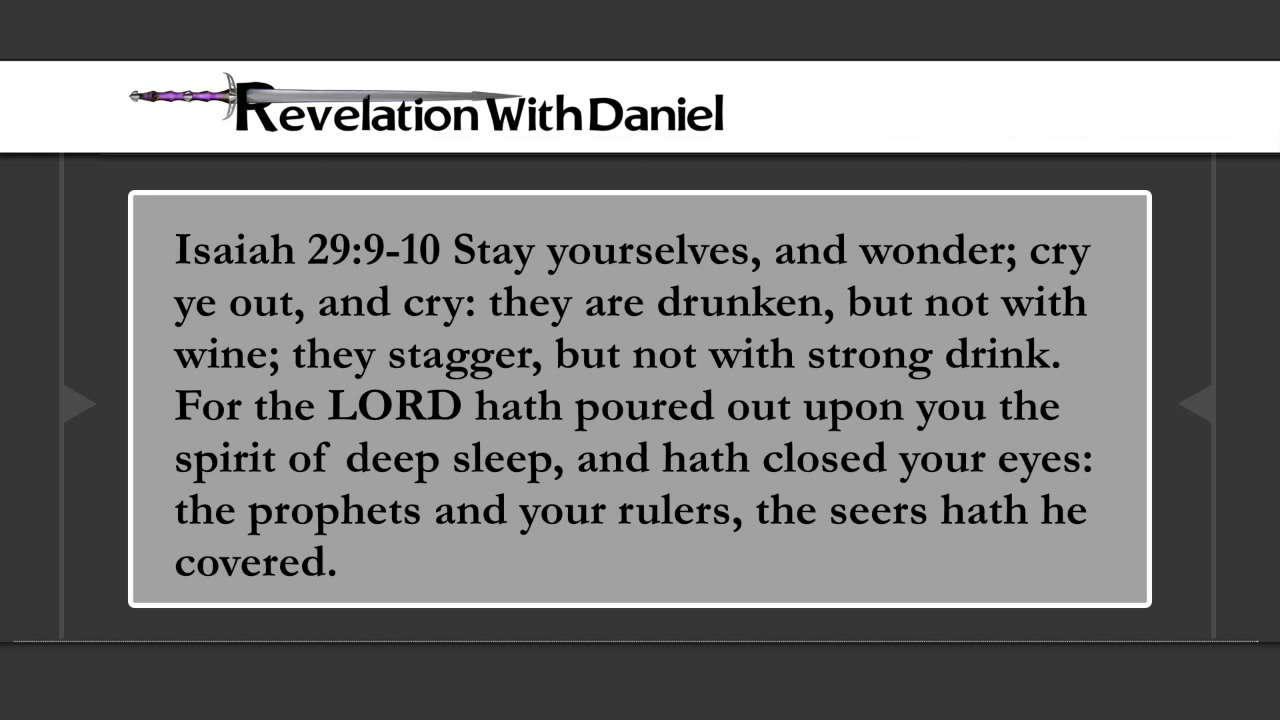 Revelation With Daniel
Isaiah 29:9-10 Stay yourselves, and wonder; cry
ye out, and cry: they are drunken, but not with
wine; they stagger, but not with strong drink.
For the LORD hath poured out upon you the
spirit of deep sleep, and hath closed your eyes:
the prophets and your rulers, the seers hath he
covered.